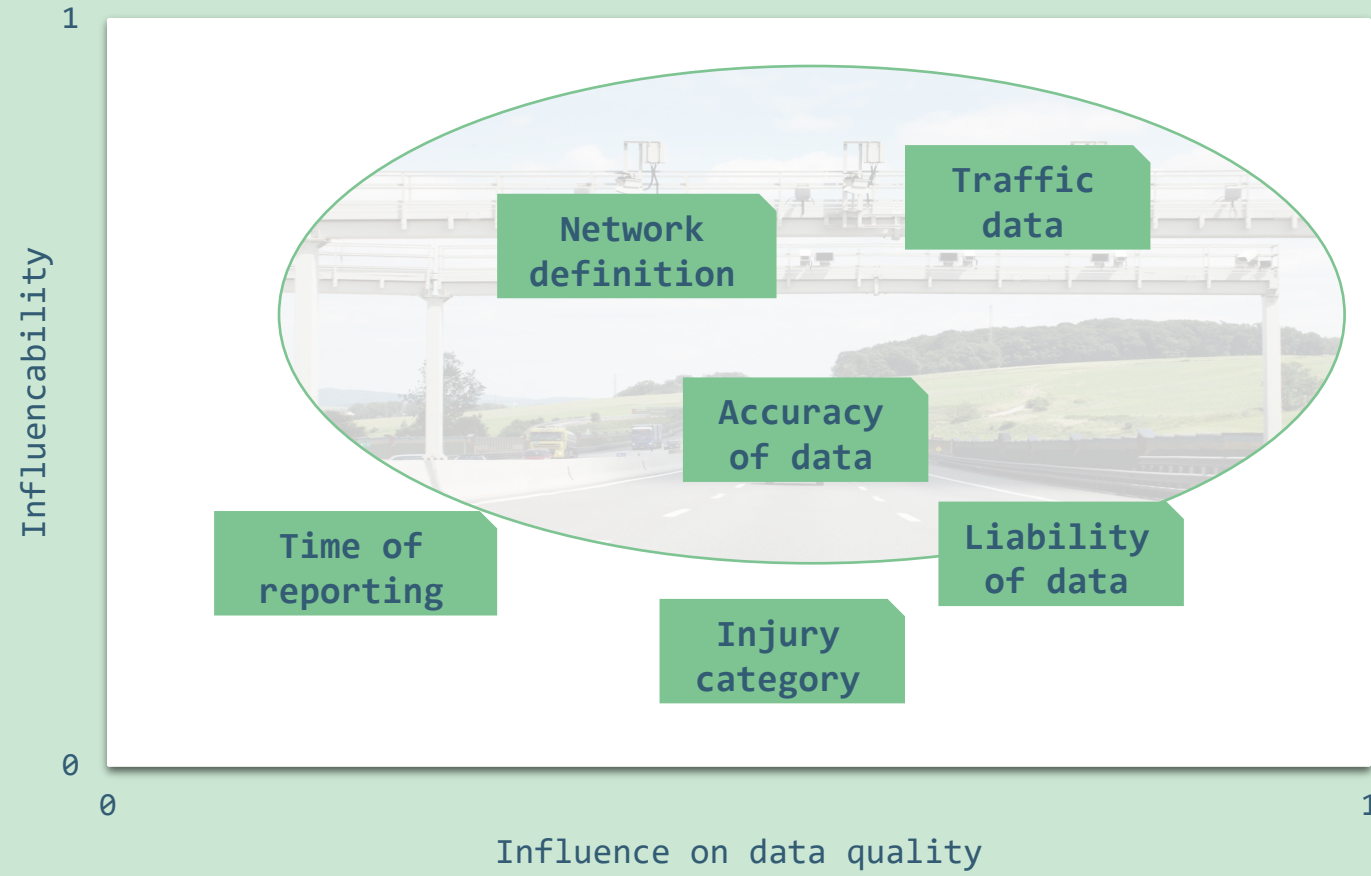 1
Traffic
data
Network
definition
Influencability
Accuracy
of data
Time of
reporting
Liability
of data
Injury
category
0
0
1
Influence on data quality